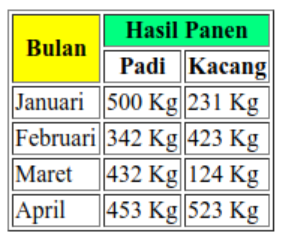 Bulan Hasil Panen
Padi Kacang
Januari 500 Kg 231 Kg
Februari 342 Kg 423 Kg
Maret 432 Kg 124 Kg
April 453 Kg 523 Kg